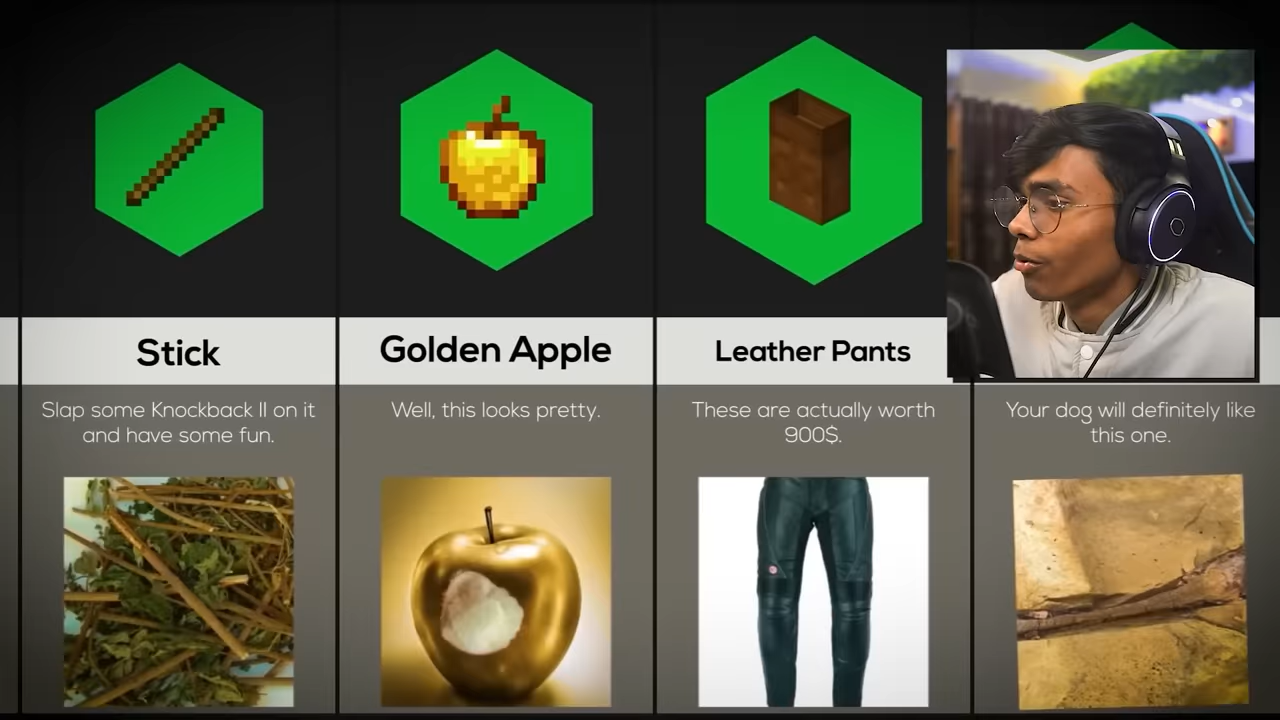 Stick
Golden Apple
Leather Pants
Slap some Knockback II on it
and have some fun.
Well, this looks pretty.
These are actually worth
900$.
Your dog will definitely like
this one.